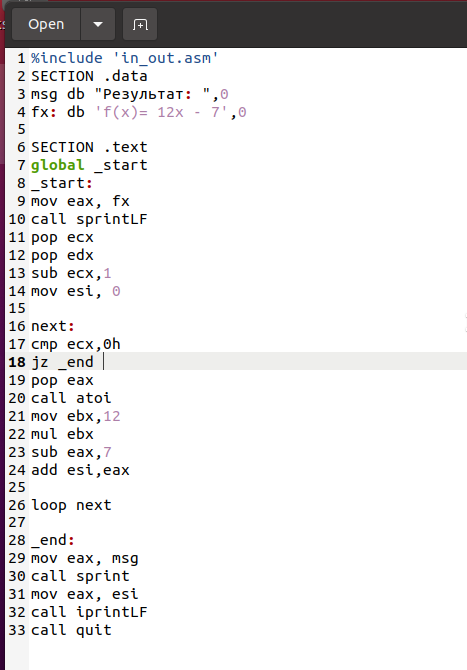 Open
1 %include 'in_out.asm'
2 SECTION .data
3 msg db "Результат: ",0
4 fx: db 'f(x)= 12x - 7',0
5
6 SECTION .text
7 global _start
8 _start:
9 mov eax, fx
10 call sprintLF
11 pop ecx
12 pop edx
13 sub ecx,1
14 mov esi, 0
15
16 next:
17 cmp ecx,0h
18 jz _end
19 pop eax
20 call atoi
21 mov ebx,12
22 mul ebx
23 sub eax,7
24 add esi,eax
25
26 loop next
27
28 _end:
29 mov eax, msg
30 call sprint
31 mov eax, esi
32 call iprintLF
33 call quit